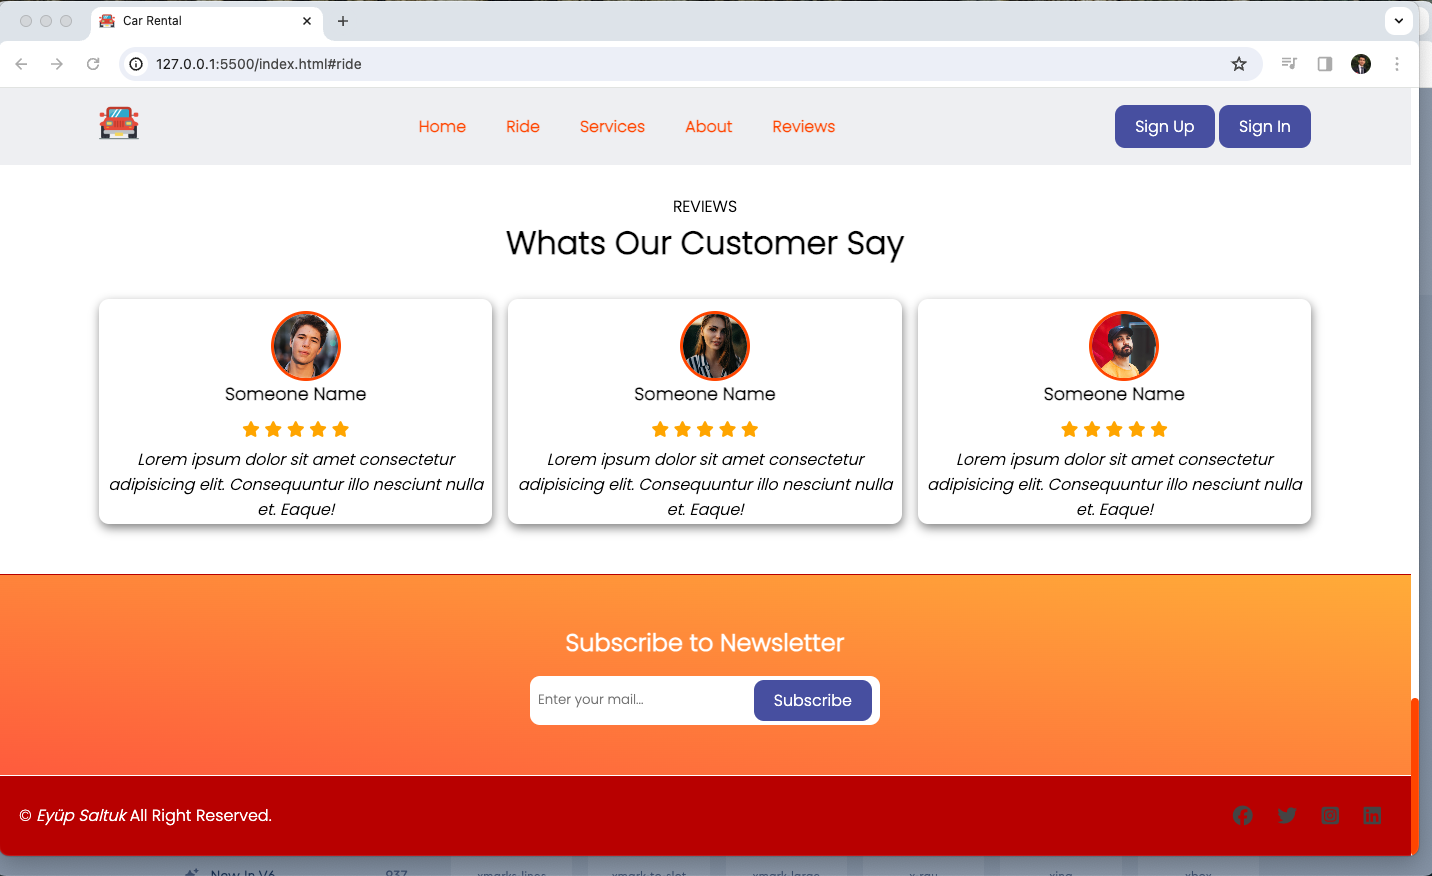 Car Rental
127.0.0.1:5500/index.html#ride
Home Ride Services About Reviews Sign Up Sign In
REVIEWS
Whats Our Customer Say
Someone Name
Lorem ipsum dolor sit amet consectetur
adipisicing elit. Consequuntur illo nesciunt nulla
et. Eaque!
Someone Name
Lorem ipsum dolor sit amet consectetur
adipisicing elit. Consequuntur illo nesciunt nulla
et. Eaque!
Someone Name
Lorem ipsum dolor sit amet consectetur
adipisicing elit. Consequuntur illo nesciunt nulla
et. Eaque!
Subscribe to Newsletter
Enter your mail... Subscribe
© Eyüp Saltuk All Right Reserved.